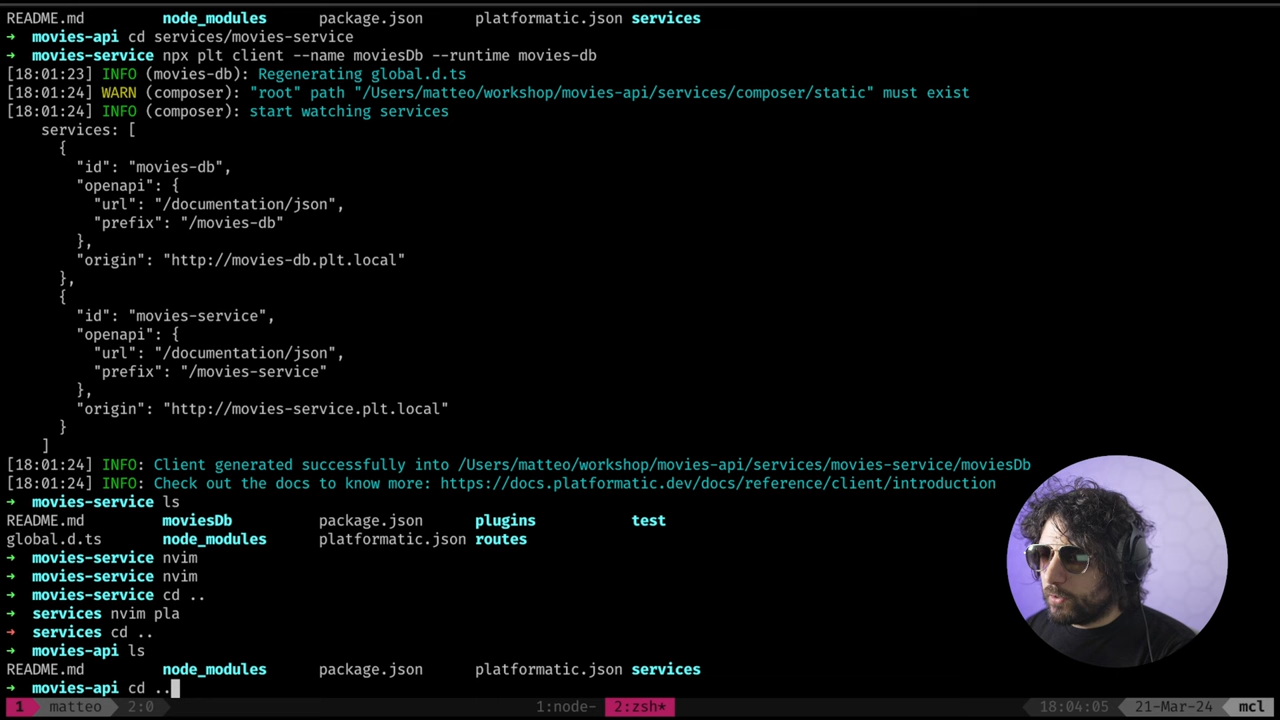 README.md node_modules package.json platformatic.json services
➜ movies-api cd services/movies-service
➜ movies-service npx plt client --name moviesDb --runtime movies-db
[18:01:23] INFO (movies-db): Regenerating global.d.ts
[18:01:24] WARN (composer): "root" path "/Users/matteo/workshop/movies-api/services/composer/static" must exist
[18:01:24] INFO (composer): start watching services
services: [
{
"id": "movies-db",
"openapi": {
"url": "/documentation/json",
"prefix": "/movies-db"
},
"origin": "http://movies-db.plt.local"
},
{
"id": "movies-service",
"openapi": {
"url": "/documentation/json",
"prefix": "/movies-service"
},
"origin": "http://movies-service.plt.local"
}
]
[18:01:24] INFO: Client generated successfully into /Users/matteo/workshop/movies-api/services/movies-service/moviesDb
[18:01:24] INFO: Check out the docs to know more: https://docs.platformatic.dev/docs/reference/client/introduction
➜ movies-service ls
README.md moviesDb package.json plugins test
global.d.ts node_modules platformatic.json routes
➜ movies-service nvim
➜ movies-service nvim
➜ movies-service cd ..
➜ services nvim pla
➜ services cd ..
➜ movies-api ls
README.md node_modules package.json platformatic.json services
➜ movies-api cd ..
1 matteo 2:0 1:node- 2:zsh* 18:04:05 21-Mar-24 mcl